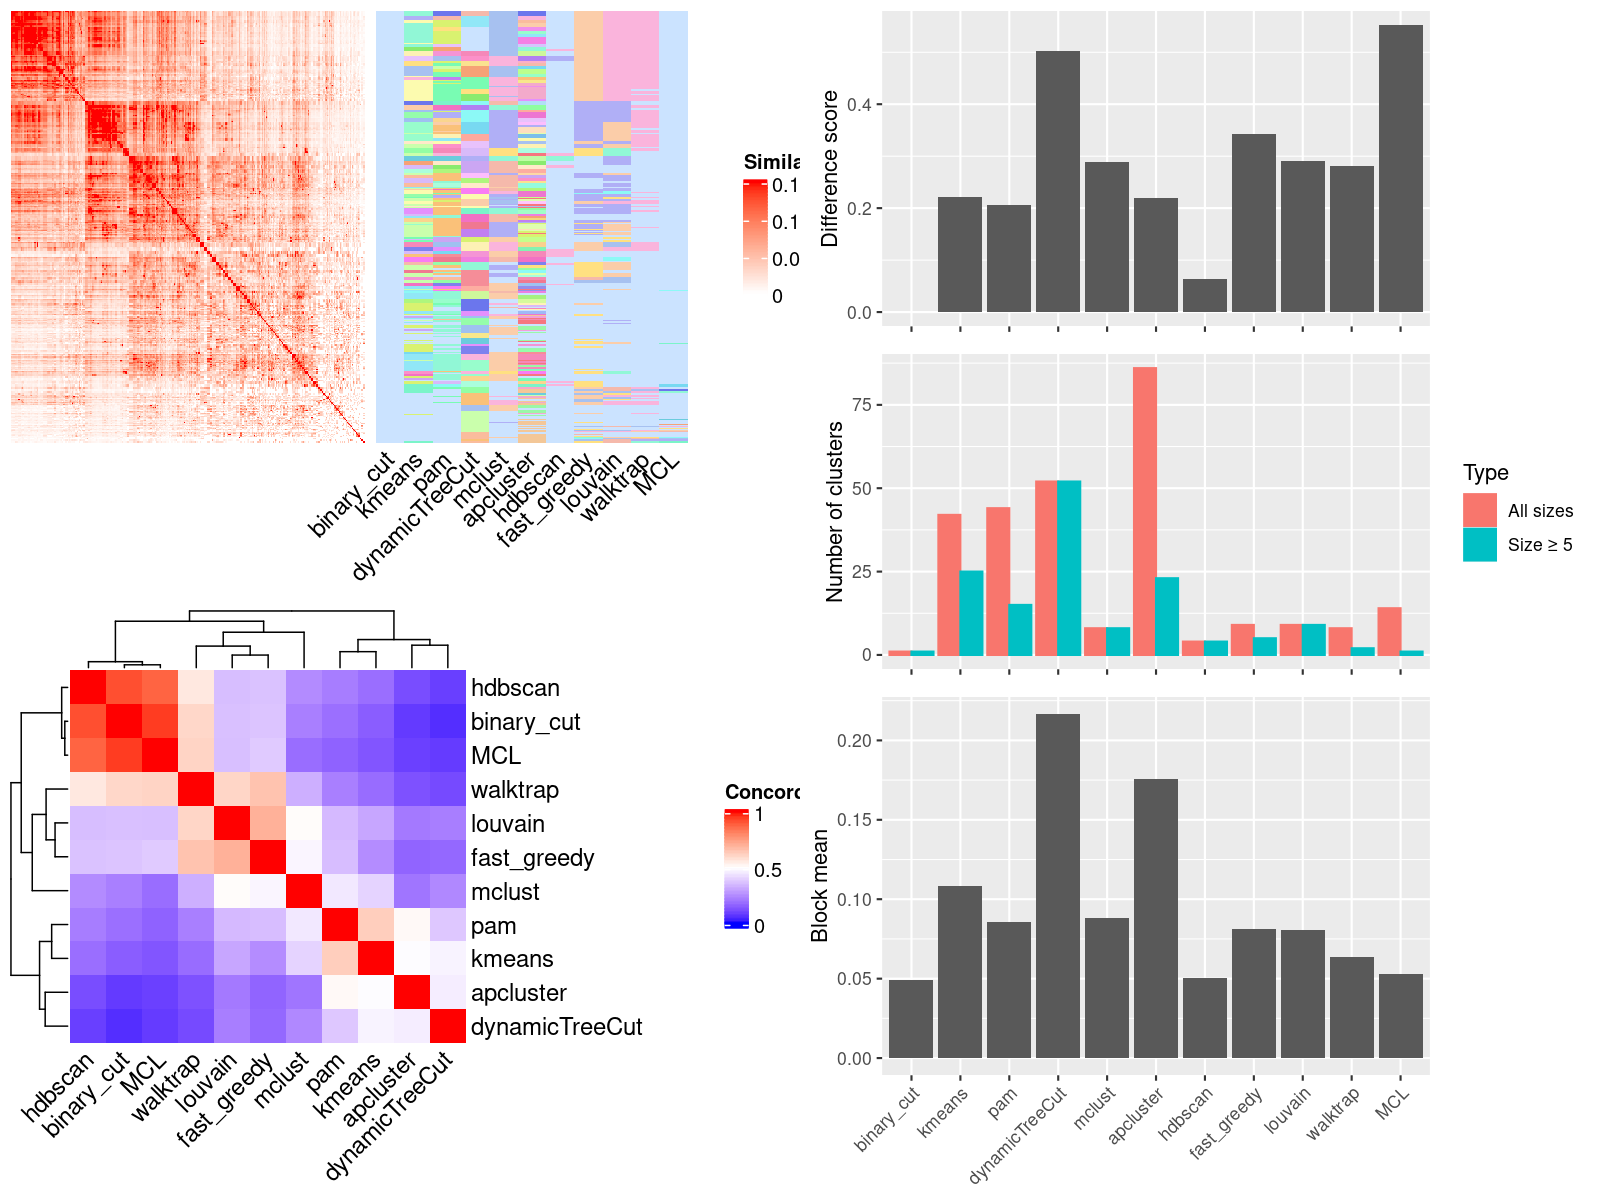 Simila
0.1
0.1
0.0
0
binary_cut
kmeans
pam
dynamicTreeCut
mclust
apcluster
hdbscan
fast_greedy
louvain
walktrap
MCL
hdbscan
binary_cut
MCL
walktrap
louvain
fast_greedy
mclust
pam
kmeans
apcluster
dynamicTreeCut
hdbscan
binary_cut
MCL
walktrap
louvain
fast_greedy
mclust
pam
kmeans
apcluster
dynamicTreeCut
Concord
1
0.5
0
Difference score
0.4
0.2
0.0
Number of clusters
75
50
25
0
Type
All sizes
Size ≥ 5
Block mean
0.20
0.15
0.10
0.05
0.00
binary_cut
kmeans
pam
dynamicTreeCut
mclust
apcluster
hdbscan
fast_greedy
louvain
walktrap
MCL